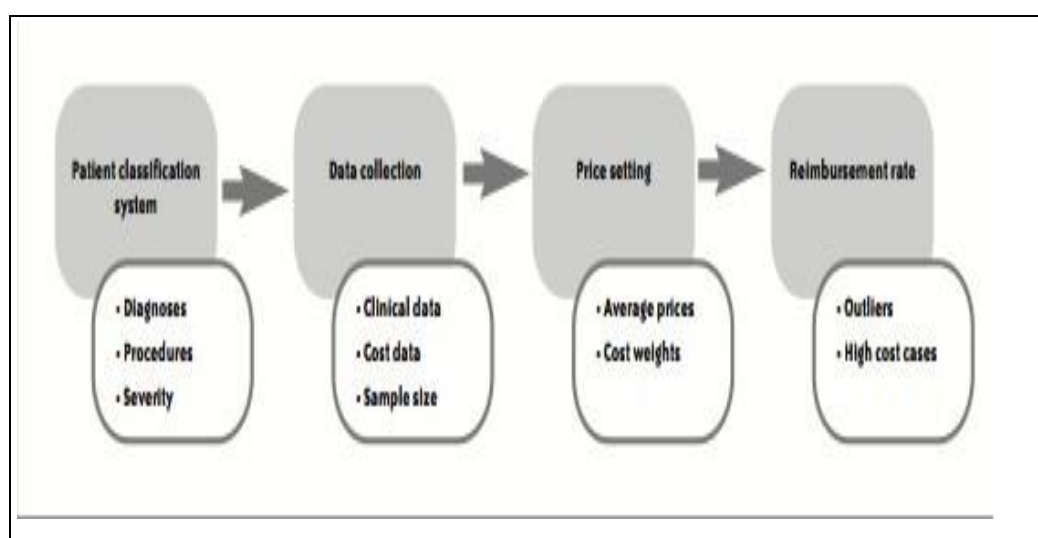 Patient classification
system
Data collection
Price setting
Reimbursement rate
• Diagnoses
• Procedures
• Severity
• Clinical data
• Cost data
• Sample size
• Average prices
• Cost weights
• Outliers
• High cost cases